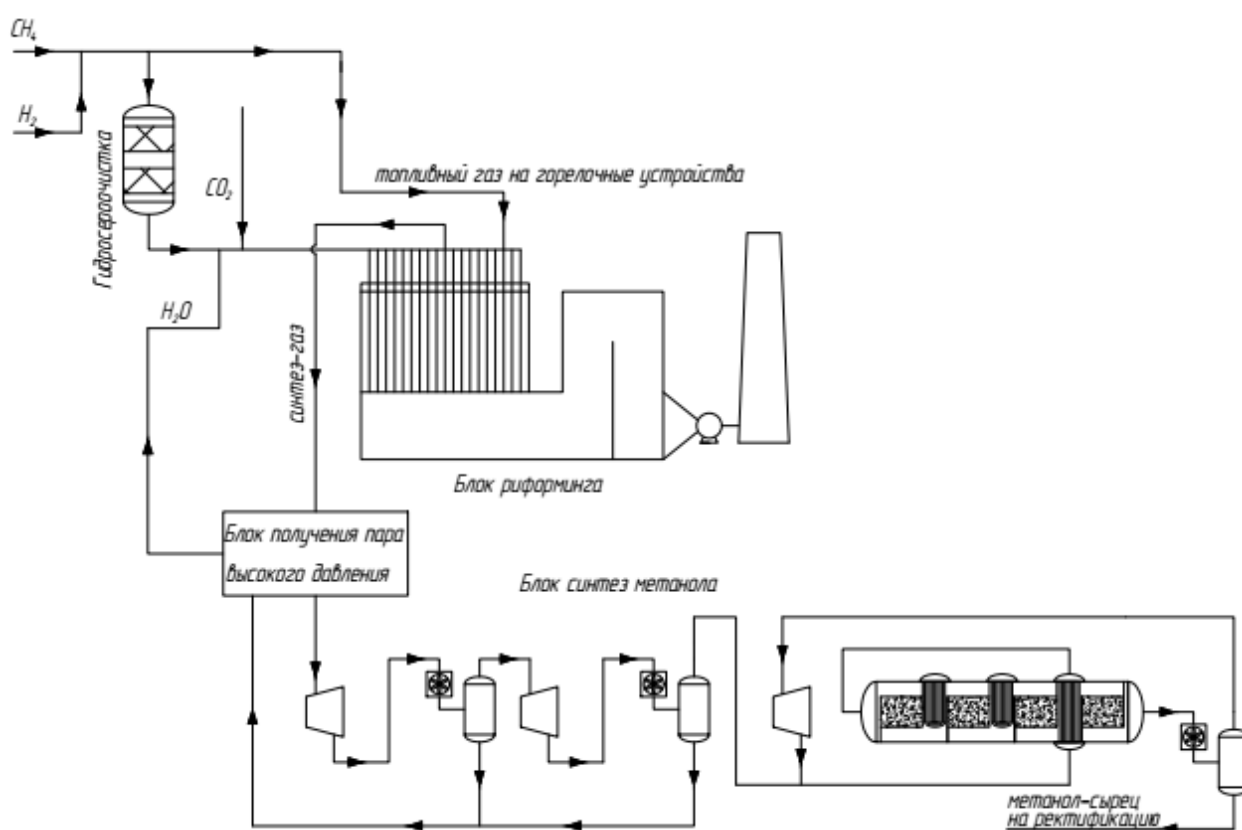 CH₄
H₂
Гидросероочистка
CO₂
топливный газ на горелочные устройства
H₂O
синтез-газ
Блок риформинга
Блок получения пара
высокого давления
Блок синтез метанола
метанол-сырец
на ректификацию